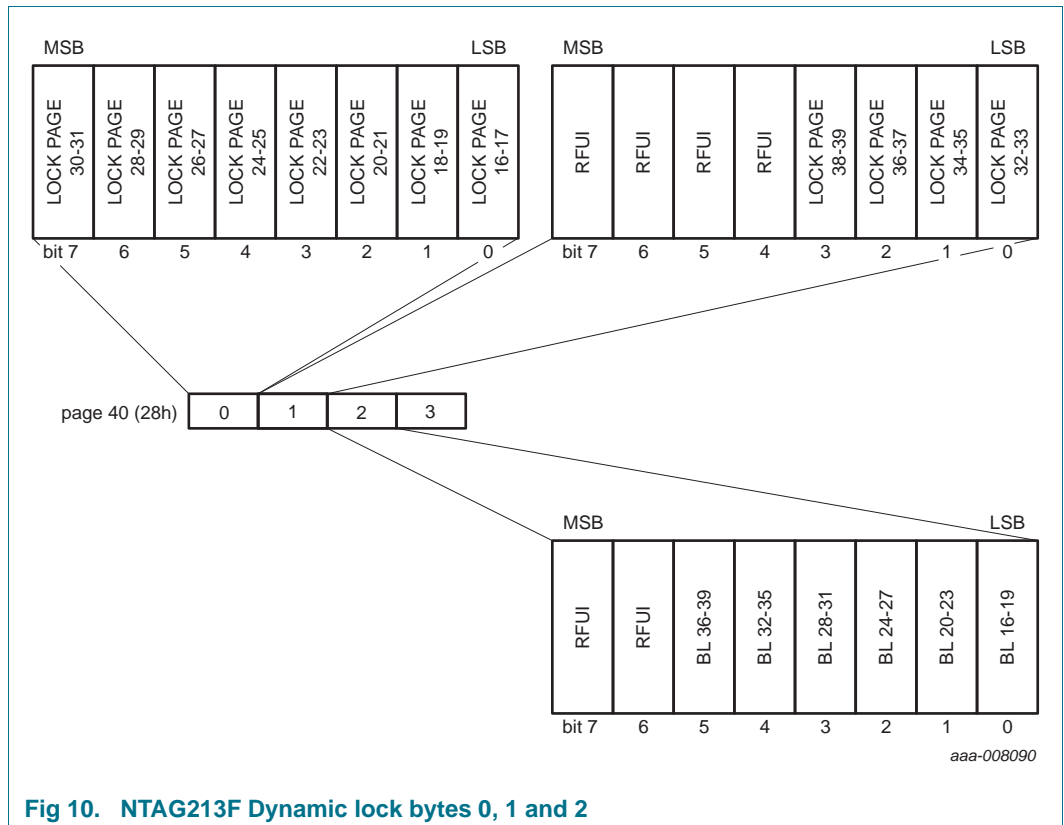 MSB LSB
LOCK PAGE 30-31
LOCK PAGE 28-29
LOCK PAGE 26-27
LOCK PAGE 24-25
LOCK PAGE 22-23
LOCK PAGE 20-21
LOCK PAGE 18-19
LOCK PAGE 16-17
bit 7 6 5 4 3 2 1 0
MSB LSB
RFUI
RFUI
RFUI
RFUI
LOCK PAGE 38-39
LOCK PAGE 36-37
LOCK PAGE 34-35
LOCK PAGE 32-33
bit 7 6 5 4 3 2 1 0
page 40 (28h) 0 1 2 3
MSB LSB
RFUI
RFUI
BL 36-39
BL 32-35
BL 28-31
BL 24-27
BL 20-23
BL 16-19
bit 7 6 5 4 3 2 1 0
aaa-008090
Fig 10. NTAG213F Dynamic lock bytes 0, 1 and 2